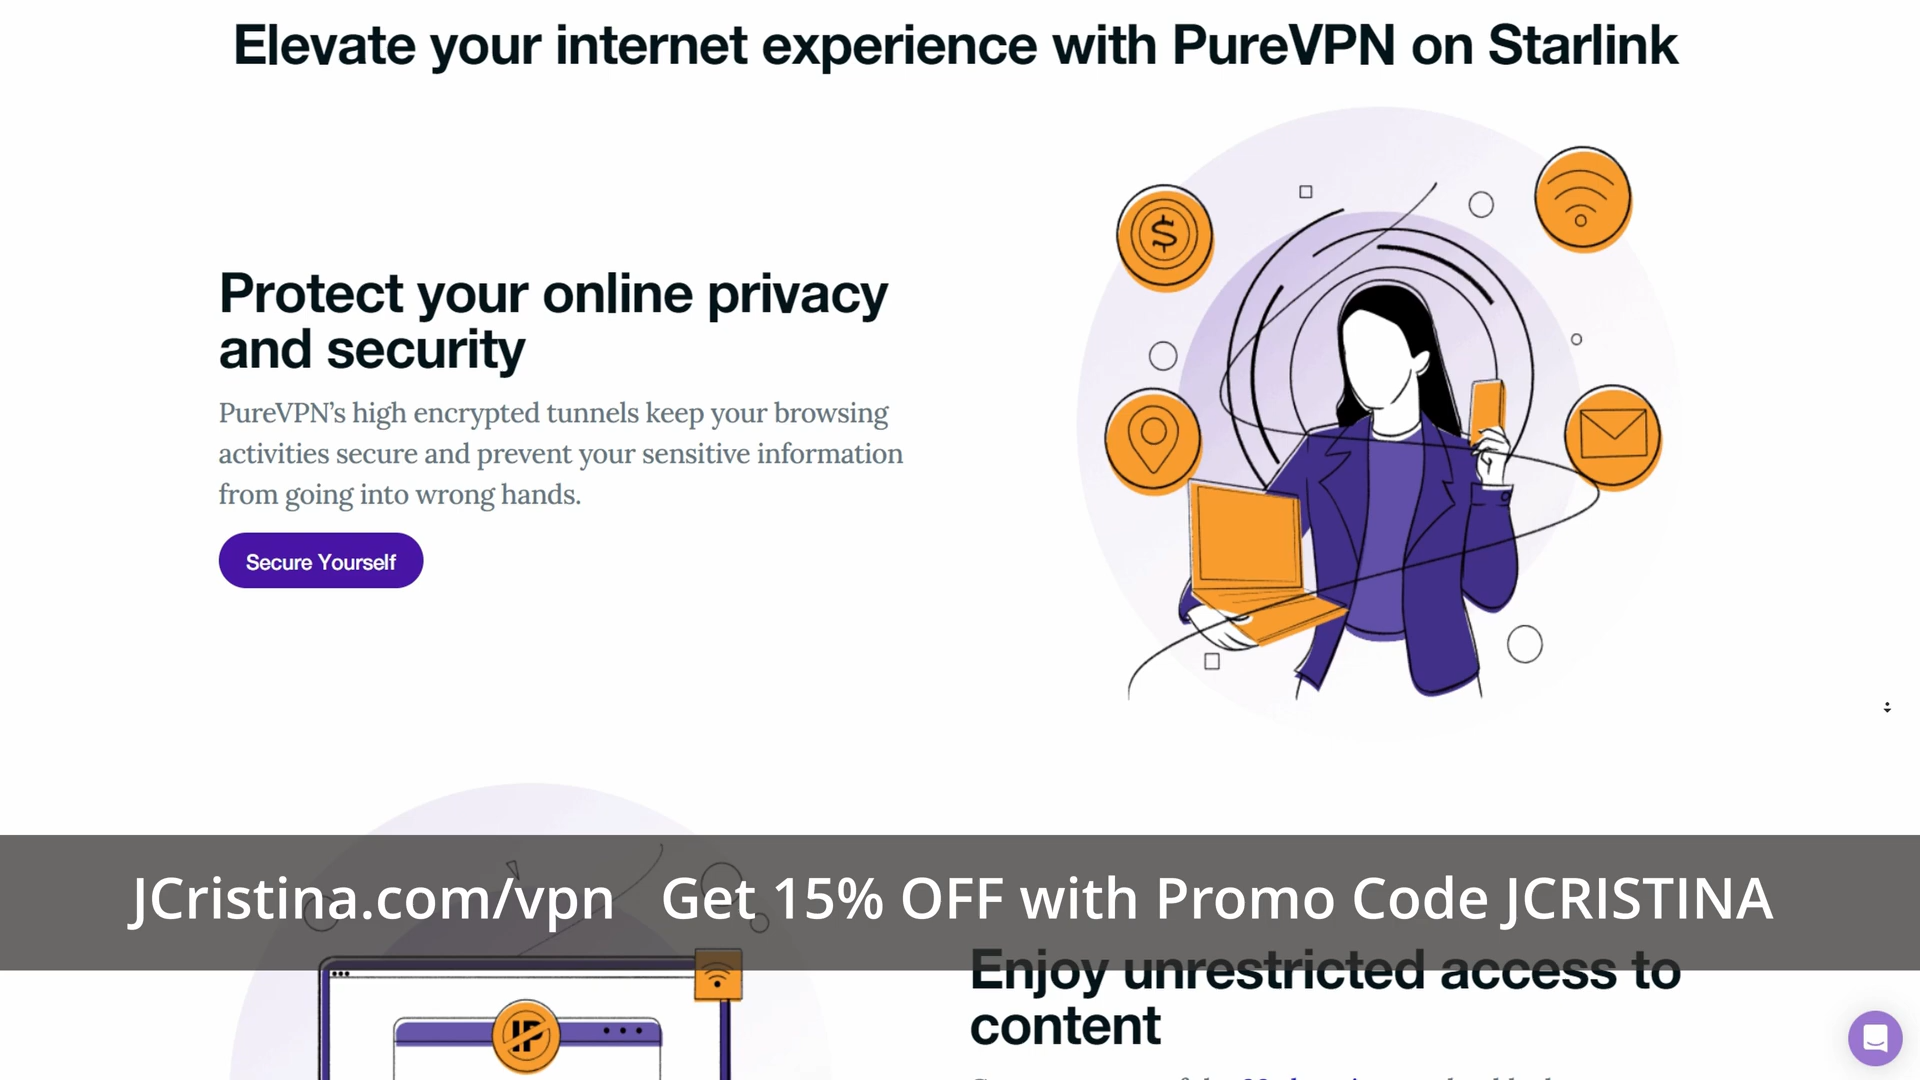 Elevate your internet experience with PureVPN on Starlink
Protect your online privacy
and security
PureVPN’s high encrypted tunnels keep your browsing
activities secure and prevent your sensitive information
from going into wrong hands.
Secure Yourself
JCristina.com/vpn   Get 15% OFF with Promo Code JCRISTINA
Enjoy unrestricted access to
content
IP